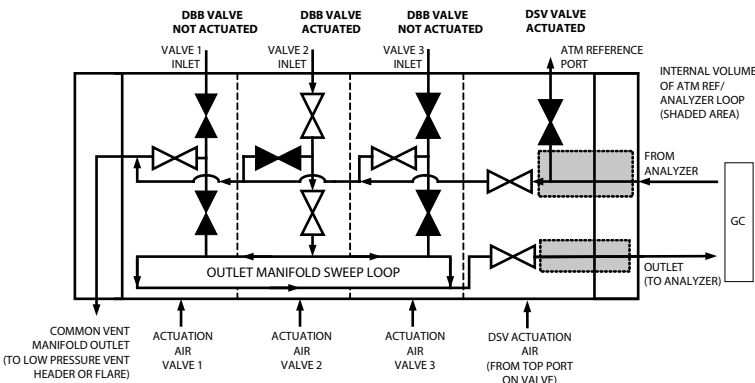 DBB VALVE
NOT ACTUATED
DBB VALVE
ACTUATED
DBB VALVE
NOT ACTUATED
DSV VALVE
ACTUATED
VALVE 1
INLET
VALVE 2
INLET
VALVE 3
INLET
ATM REFERENCE
PORT
INTERNAL VOLUME
OF ATM REF/
ANALYZER LOOP
(SHADED AREA)
FROM
ANALYZER
GC
OUTLET MANIFOLD SWEEP LOOP
OUTLET
(TO ANALYZER)
COMMON VENT
MANIFOLD OUTLET
(TO LOW PRESSURE VENT
HEADER OR FLARE)
ACTUATION
AIR
VALVE 1
ACTUATION
AIR
VALVE 2
ACTUATION
AIR
VALVE 3
DSV ACTUATION
AIR
(FROM TOP PORT
ON VALVE)